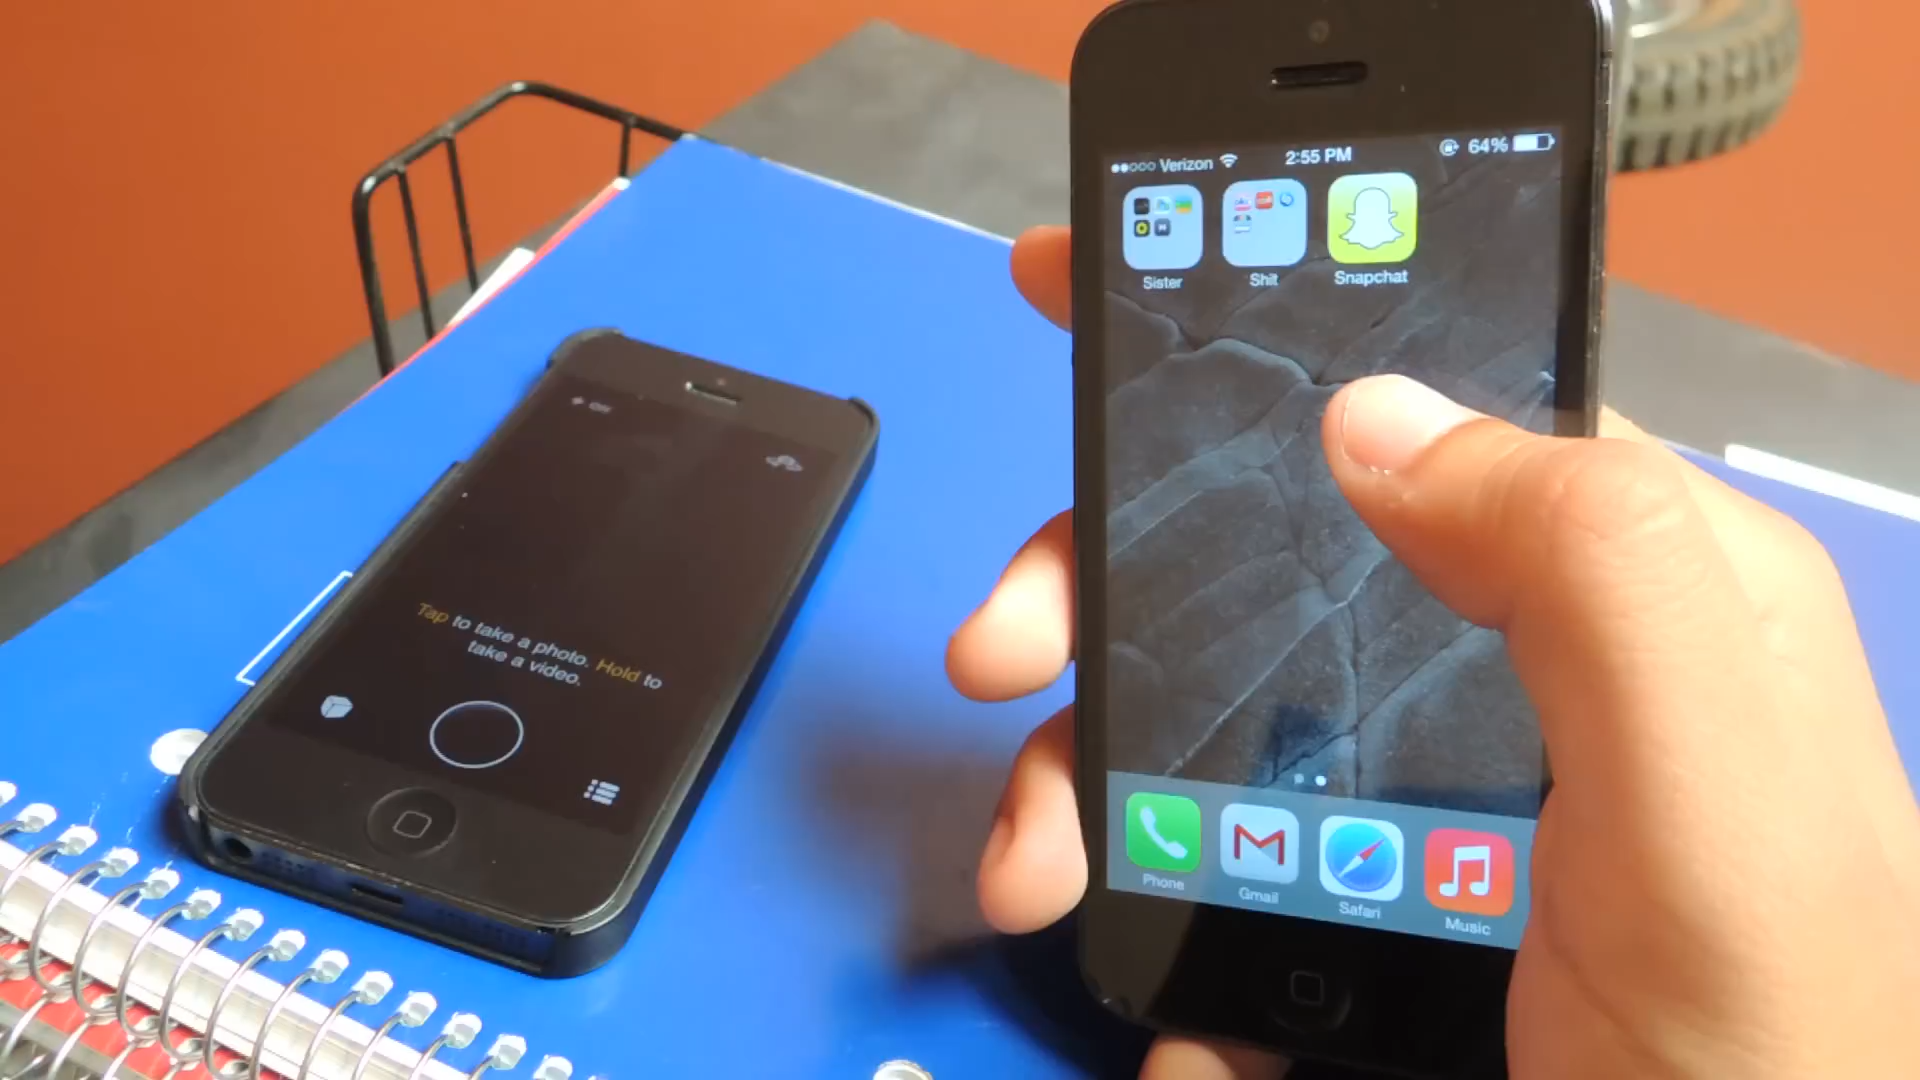 Off
Tap to take a photo. Hold to
take a video.
Verizon 2:55 PM 64%
Sister Shit Snapchat
Phone Gmail Safari Music